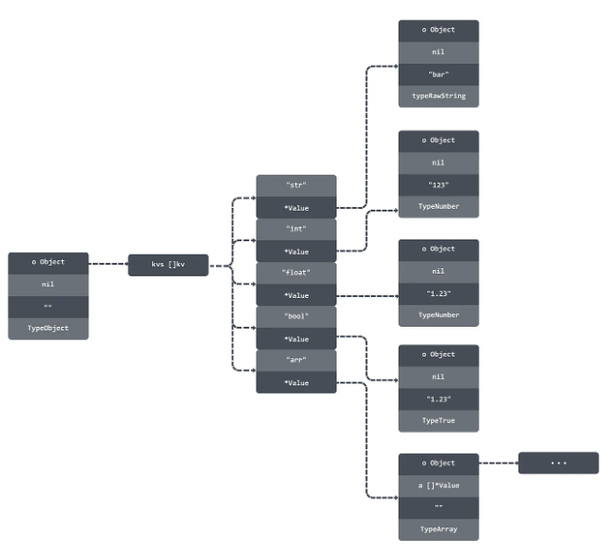 o Object
nil
""
TypeObject
kvs []kv
"str"
*Value
"int"
*Value
"float"
*Value
"bool"
*Value
"arr"
*Value
o Object
nil
"bar"
typeRawString
o Object
nil
"123"
TypeNumber
o Object
nil
"1.23"
TypeNumber
o Object
nil
"1.23"
TypeTrue
o Object
a []*Value
""
TypeArray
...